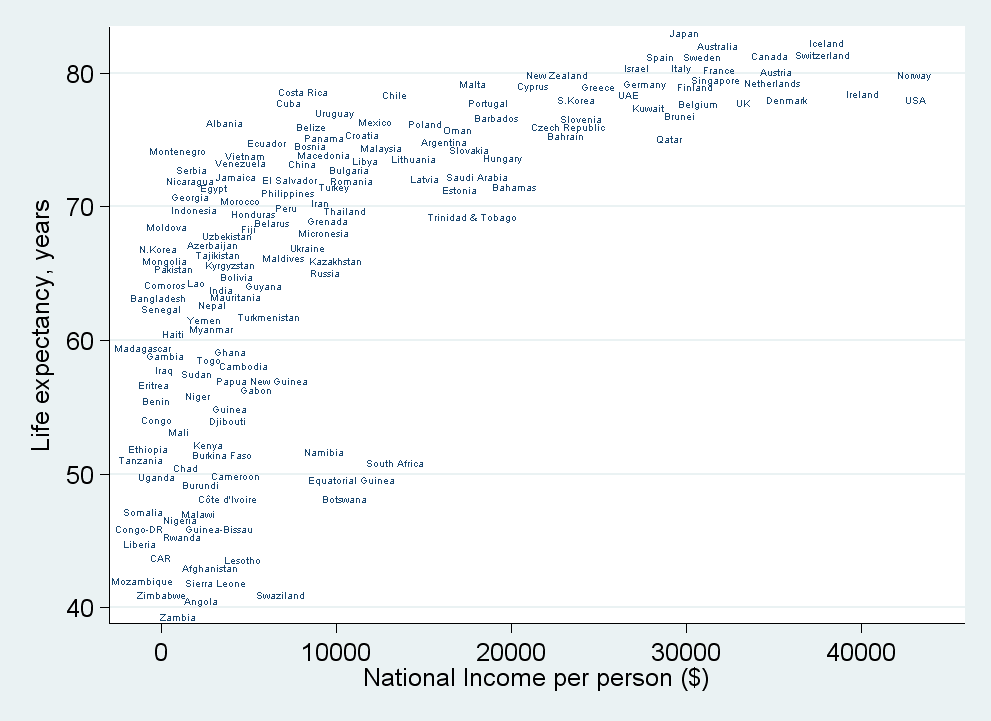 Japan
Iceland
Australia
Spain Sweden Canada Switzerland
Israel Italy France Austria
New Zealand Norway
Malta Cyprus Greece Germany Finland Singapore Netherlands
Costa Rica Chile UAE Ireland
Cuba Portugal S.Korea Kuwait Belgium UK Denmark USA
Uruguay Barbados Slovenia Brunei
Albania Belize Mexico Poland Oman Czech Republic
Panama Croatia Argentina Bahrain Qatar
Ecuador Bosnia Malaysia Slovakia
Montenegro Vietnam Macedonia Libya Lithuania Hungary
Venezuela China
Serbia Jamaica Bulgaria
Nicaragua El Salvador Romania Latvia Saudi Arabia
Egypt Philippines Turkey Estonia Bahamas
Georgia Morocco Iran
Indonesia Honduras Peru Thailand Trinidad & Tobago
Moldova Fiji Belarus Grenada
Uzbekistan Micronesia
N.Korea Azerbaijan Ukraine
Mongolia Tajikistan Maldives Kazakhstan
Pakistan Kyrgyzstan Russia
Comoros Lao Bolivia Guyana
Bangladesh India Mauritania
Senegal Nepal
Yemen Turkmenistan
Haiti Myanmar
Madagascar Ghana
Gambia Togo
Iraq Sudan Cambodia
Eritrea Papua New Guinea
Benin Niger Gabon
Guinea
Congo Djibouti
Mali
Ethiopia Kenya Namibia
Tanzania Burkina Faso South Africa
Chad
Uganda Cameroon Equatorial Guinea
Burundi
Côte d'Ivoire Botswana
Somalia Malawi
Nigeria
Congo-DR Guinea-Bissau
Liberia Rwanda
CAR Lesotho
Afghanistan
Mozambique Sierra Leone
Zimbabwe Swaziland
Angola
Zambia
80
70
60
50
40
Life expectancy, years
0 10000 20000 30000 40000
National Income per person ($)